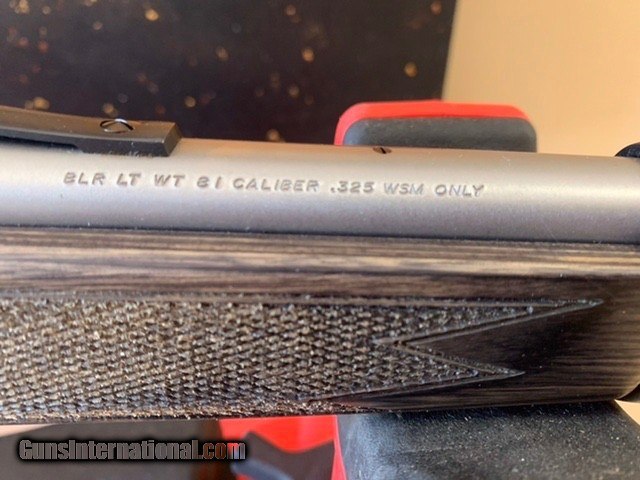 BLR LT WT 81 CALIBER .325 WSM ONLY
GunsInternational.com